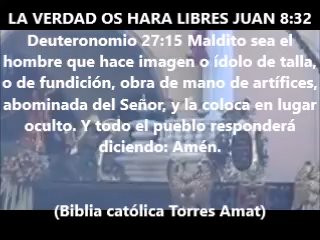 LA VERDAD OS HARA LIBRES JUAN 8:32
Deuteronomio 27:15 Maldito sea el
hombre que hace imagen o ídolo de talla,
o de fundición, obra de mano de artífices,
abominada del Señor, y la coloca en lugar
oculto. Y todo el pueblo responderá
diciendo: Amén.
(Biblia católica Torres Amat)